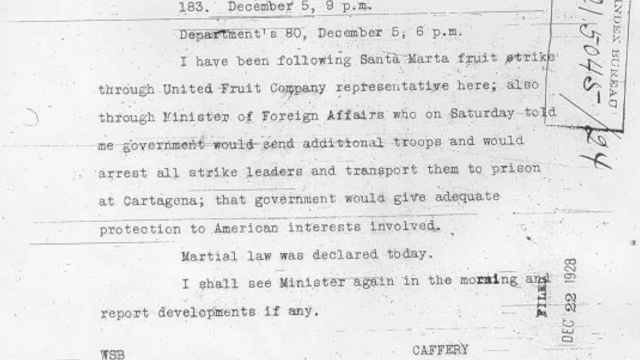 183. December 5, 9 p.m.
Department's 80, December 5, 6 p.m.
I have been following Santa Marta fruit strike
through United Fruit Company representative here; also
through Minister of Foreign Affairs who on Saturday told
me government would send additional troops and would
arrest all strike leaders and transport them to prison
at Cartagena; that government would give adequate
protection to American interests involved.
Martial law was declared today.
I shall see Minister again in the morning and
report developments if any.
WSB CAFFERY
INDEX BUREAU
FILED
DEC 22 1928